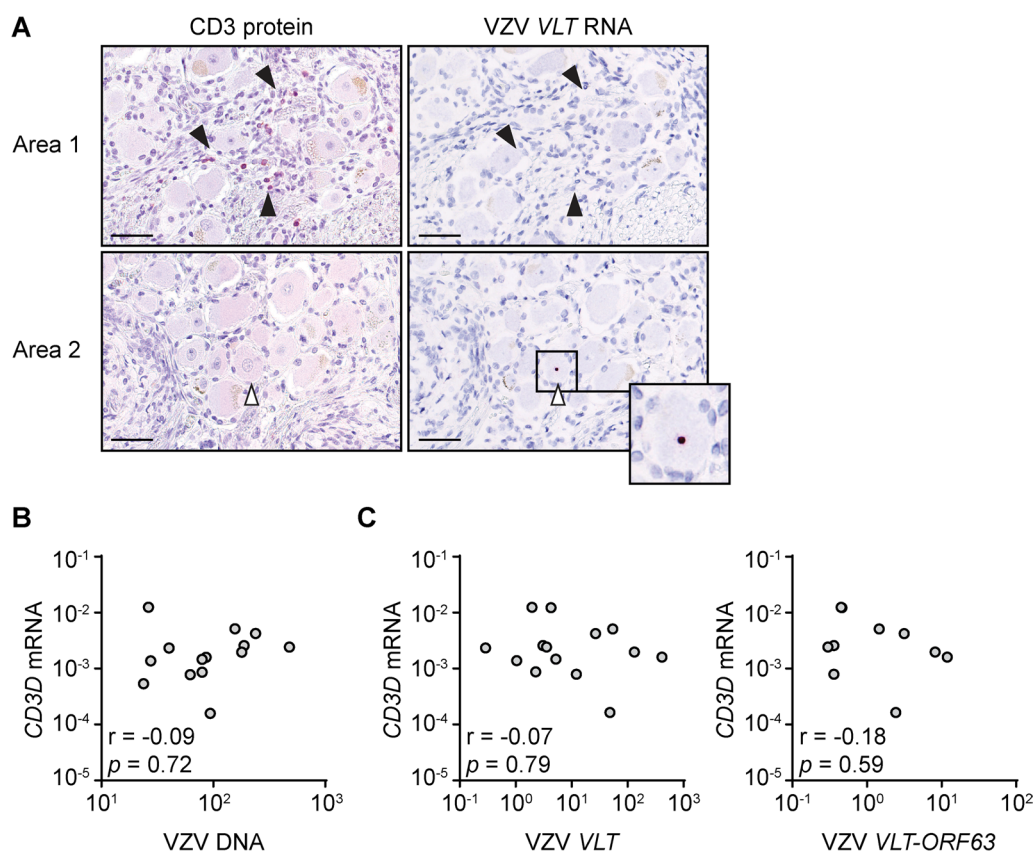 A
CD3 protein
VZV VLT RNA
Area 1
Area 2
B
CD3D mRNA
10⁻¹
10⁻²
10⁻³
10⁻⁴
10⁻⁵
r = -0.09
p = 0.72
10¹
10²
10³
VZV DNA
C
CD3D mRNA
10⁻¹
10⁻²
10⁻³
10⁻⁴
10⁻⁵
r = -0.07
p = 0.79
10⁻¹
10⁰
10¹
10²
10³
VZV VLT
CD3D mRNA
10⁻¹
10⁻²
10⁻³
10⁻⁴
10⁻⁵
r = -0.18
p = 0.59
10⁻¹
10⁰
10¹
10²
VZV VLT-ORF63